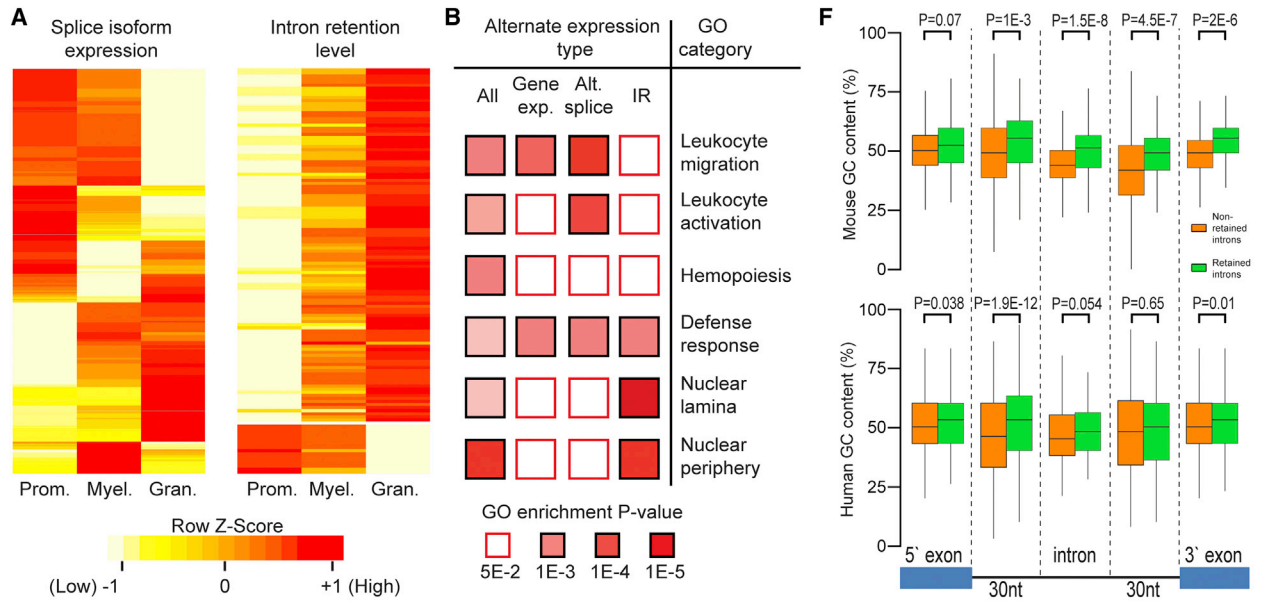 A
Splice isoform
expression
Intron retention
level
Prom. Myel. Gran.
Prom. Myel. Gran.
Row Z-Score
(Low) -1 0 +1 (High)
B
Alternate expression
type
GO
category
All
Gene
exp.
Alt.
splice
IR
Leukocyte
migration
Leukocyte
activation
Hemopoiesis
Defense
response
Nuclear
lamina
Nuclear
periphery
GO enrichment P-value
5E-2 1E-3 1E-4 1E-5
F
P=0.07 P=1E-3 P=1.5E-8 P=4.5E-7 P=2E-6
Mouse GC content (%)
100
75
50
25
0
Non-
retained
introns
Retained
introns
P=0.038 P=1.9E-12 P=0.054 P=0.65 P=0.01
Human GC content (%)
100
75
50
25
0
5` exon intron 3` exon
30nt 30nt